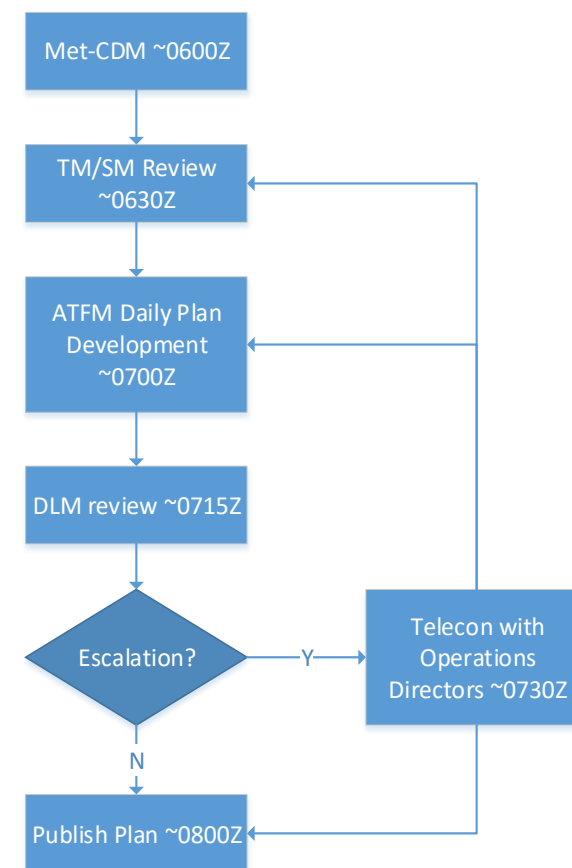 Met-CDM ~0600Z
TM/SM Review
~0630Z
ATFM Daily Plan
Development
~0700Z
DLM review ~0715Z
Escalation?
Y
Telecon with
Operations
Directors ~0730Z
N
Publish Plan ~0800Z